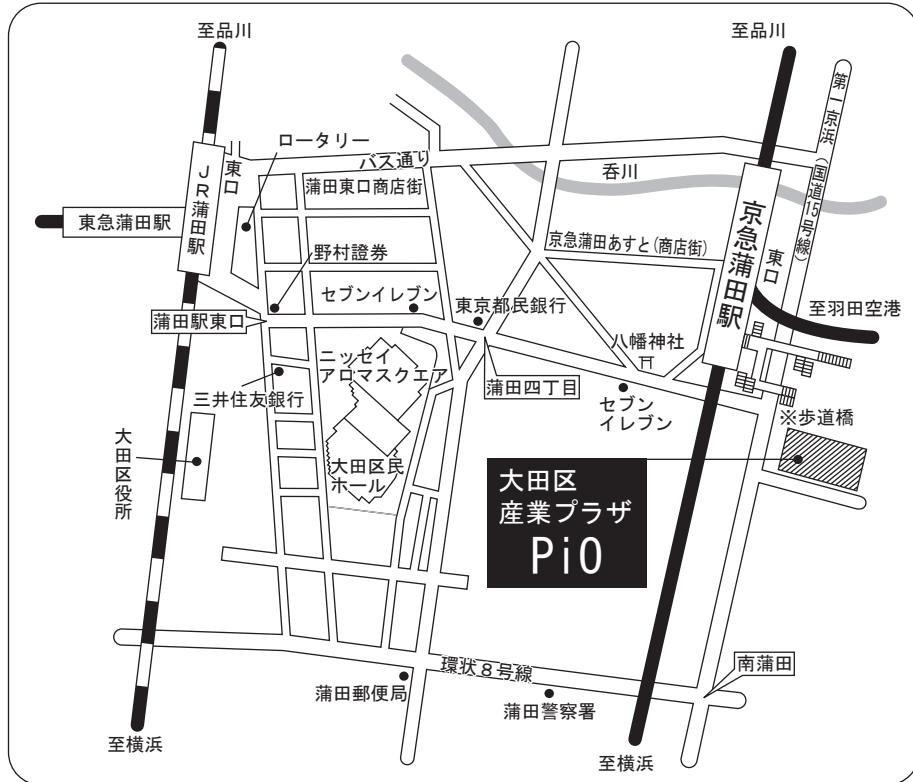 至品川
至品川
第一京浜(国道15号線)
ロータリー
東口
バス通り
JR蒲田駅
蒲田東口商店街
呑川
東急蒲田駅
京急蒲田あすと(商店街)
京急蒲田駅
東口
野村證券
セブンイレブン
東京都民銀行
至羽田空港
蒲田駅東口
八幡神社
ニッセイ
アロマスクエア
蒲田四丁目
三井住友銀行
セブン
イレブン
※歩道橋
大田区役所
大田区民
ホール
大田区
産業プラザ
PiO
環状8号線
南蒲田
蒲田郵便局
蒲田警察署
至横浜
至横浜